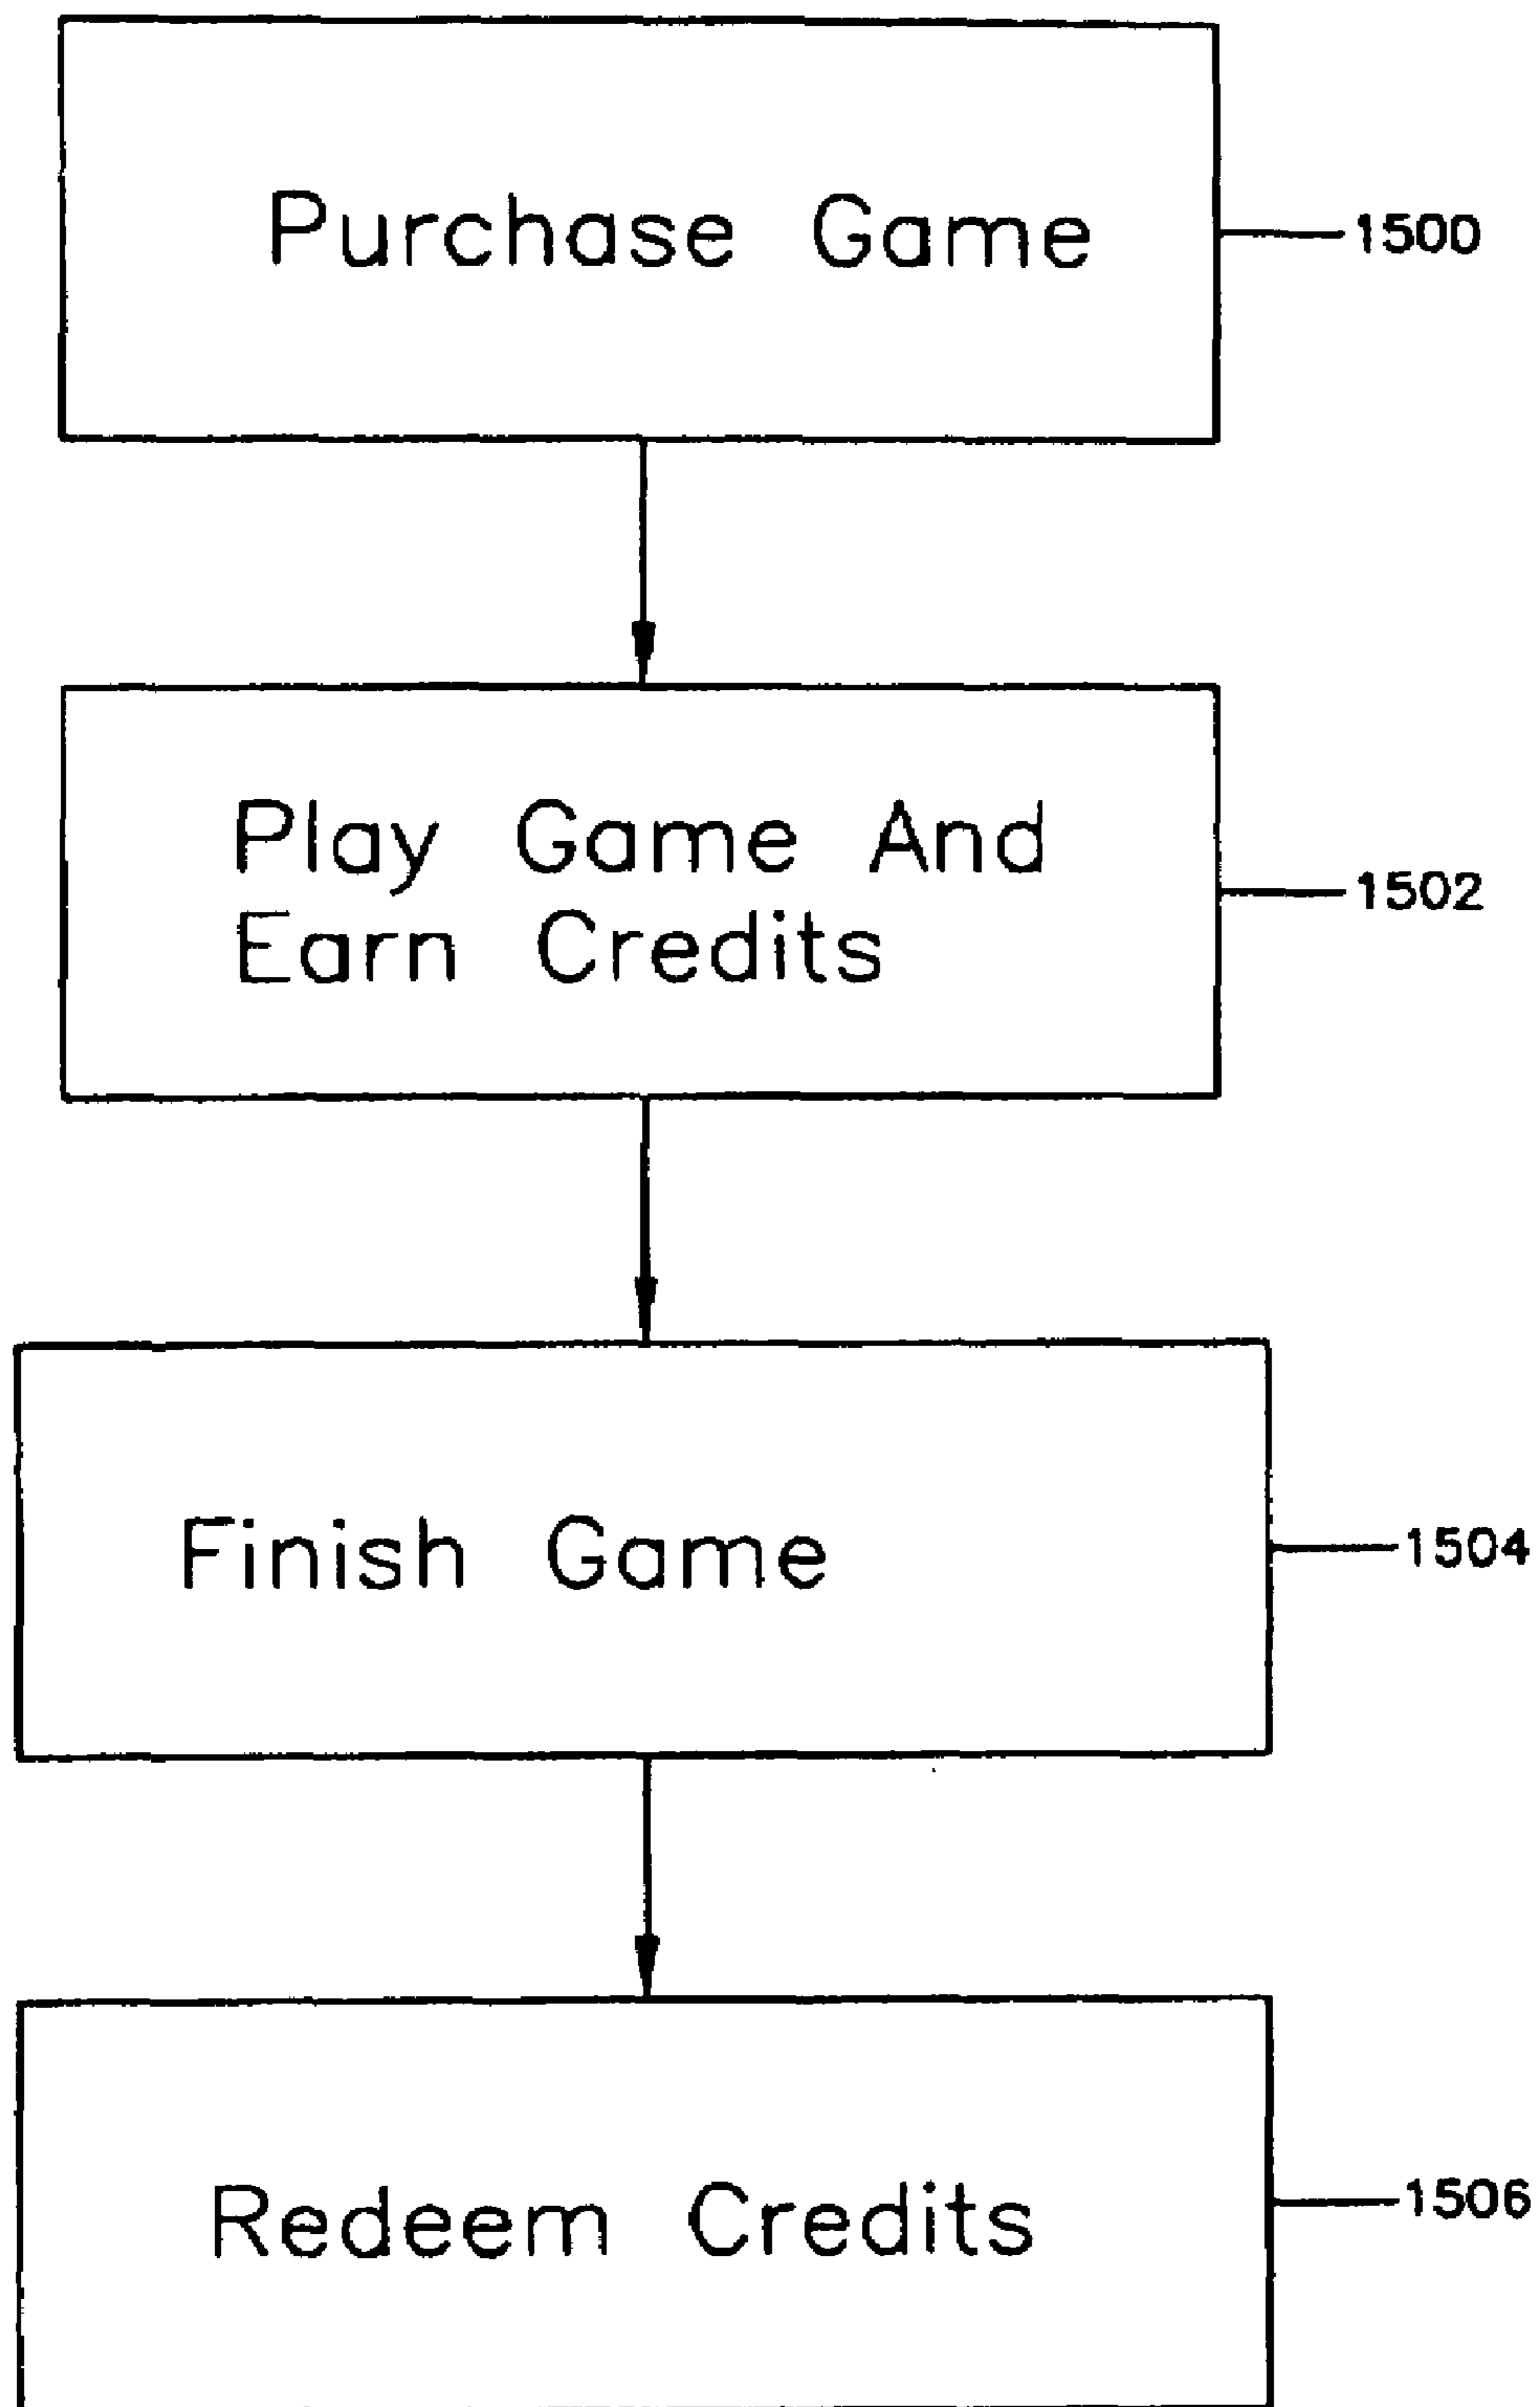 Purchase Game
1500
Play Game And
Earn Credits
1502
Finish Game
1504
Redeem Credits
1506